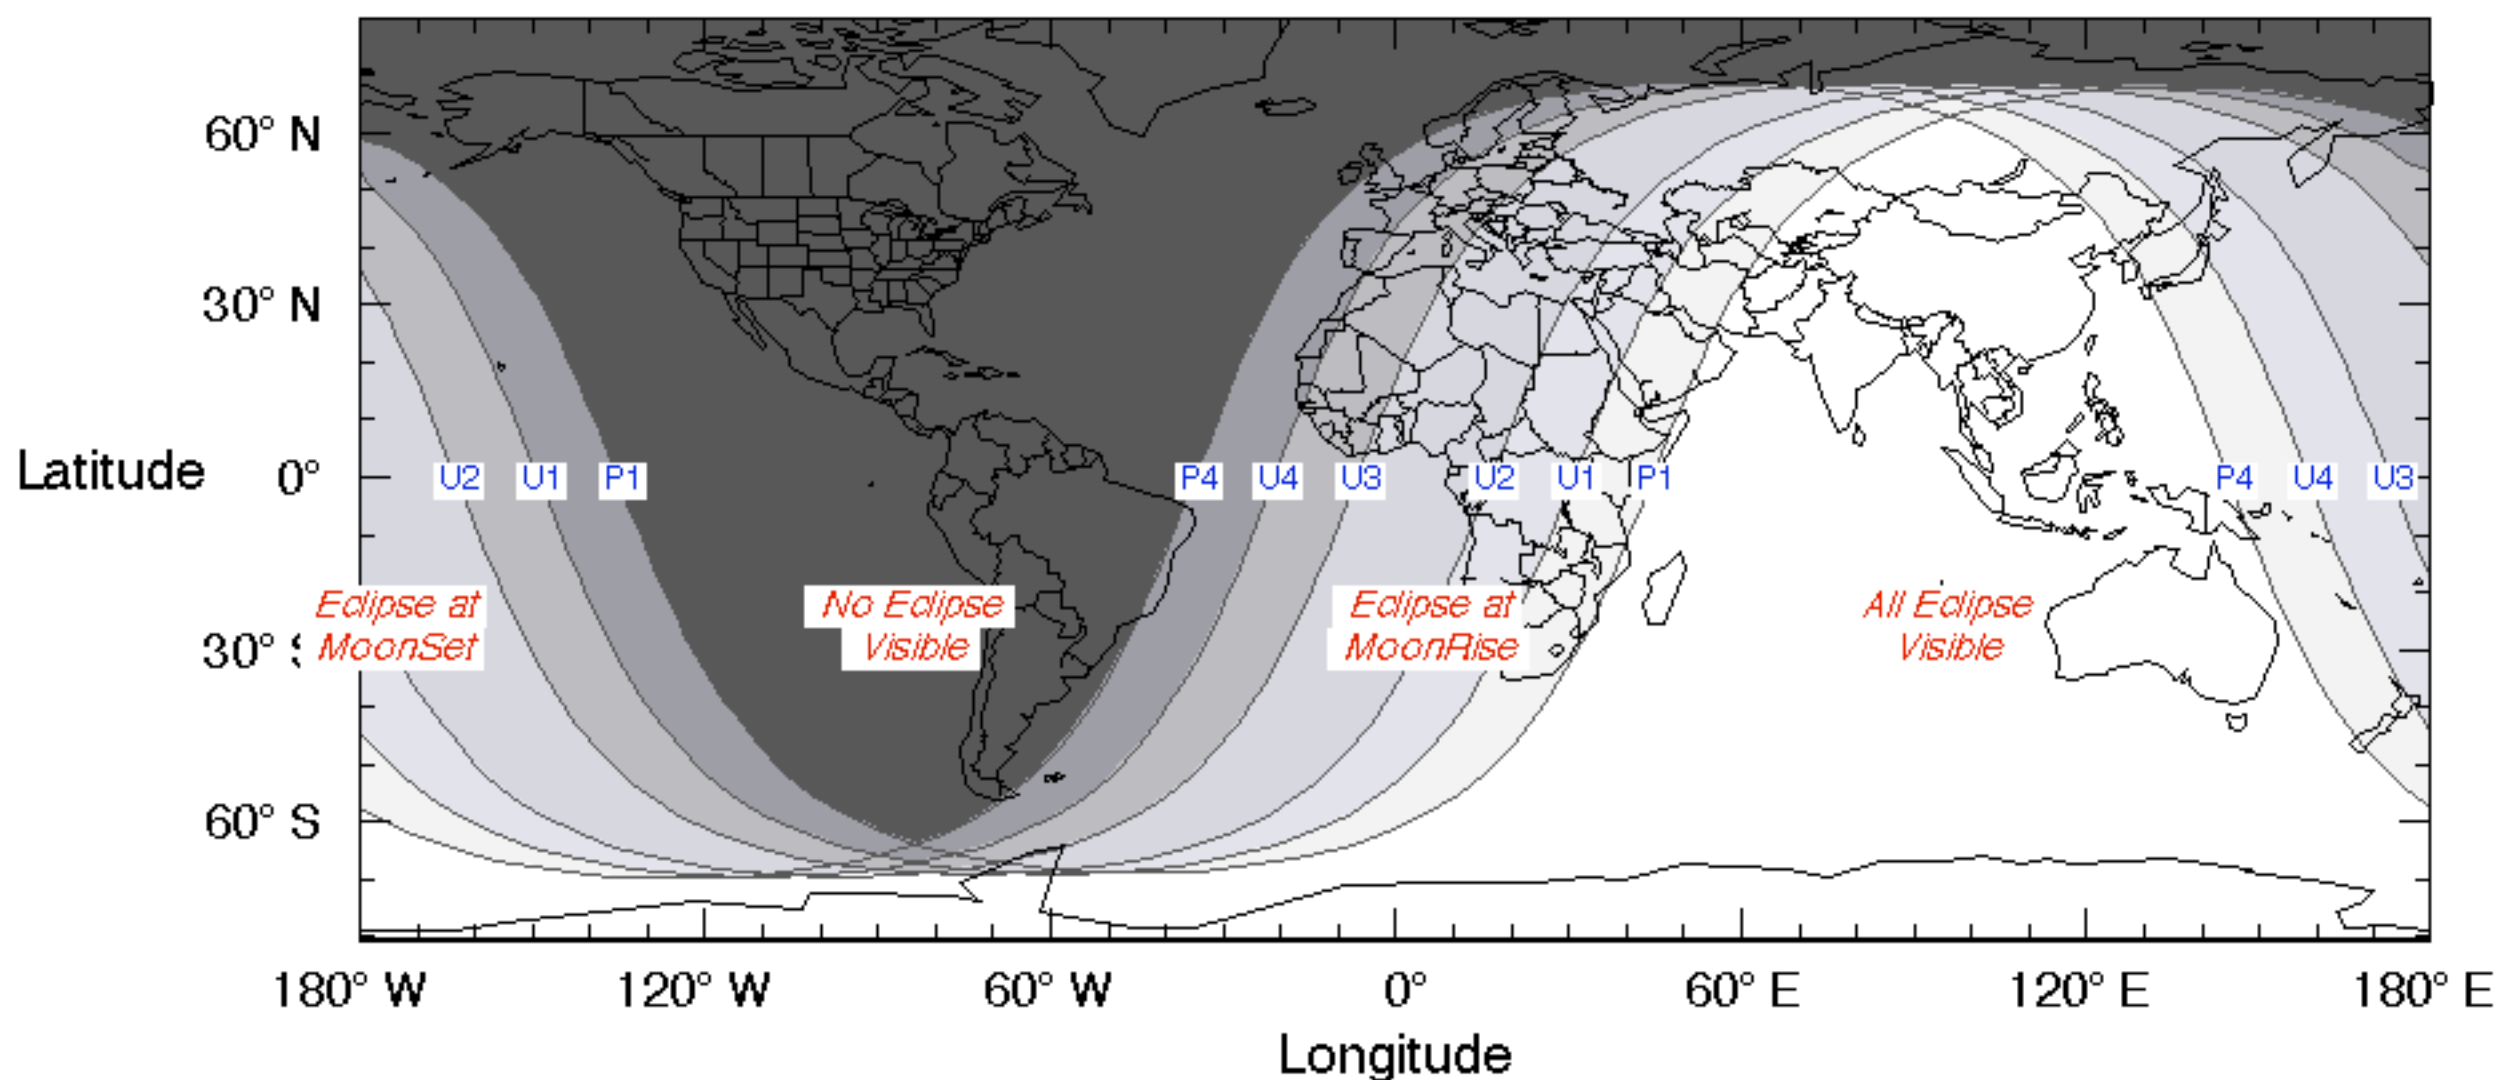 60° N
30° N
Latitude 0°
U2 U1 P1 P4 U4 U3 U2 U1 P1 P4 U4 U3
Eclipse at
MoonSet
No Eclipse
Visible
Eclipse at
MoonRise
All Eclipse
Visible
30° S
60° S
180° W 120° W 60° W 0° 60° E 120° E 180° E
Longitude